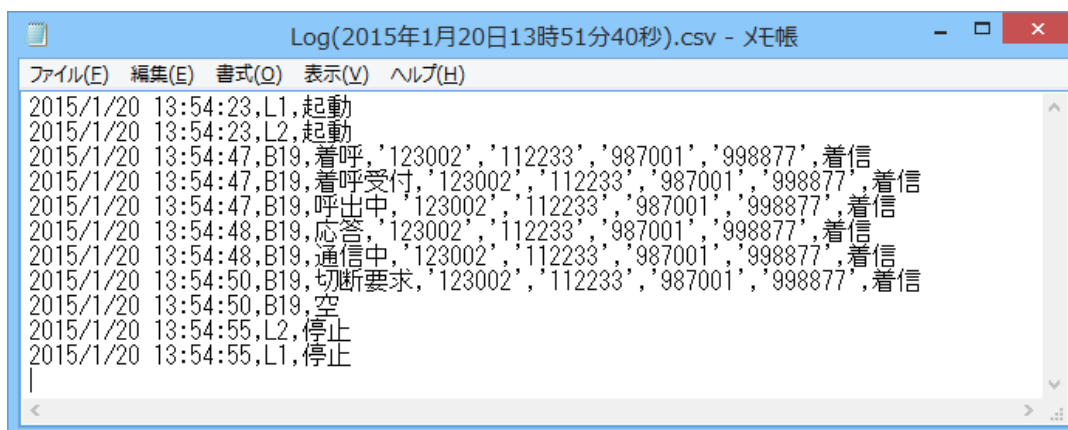 Log(2015年1月20日13時51分40秒).csv - メモ帳
ファイル(F) 編集(E) 書式(O) 表示(V) ヘルプ(H)
2015/1/20 13:54:23,L1,起動
2015/1/20 13:54:23,L2,起動
2015/1/20 13:54:47,B19,着呼,'123002','112233','987001','998877',着信
2015/1/20 13:54:47,B19,着呼受付,'123002','112233','987001','998877',着信
2015/1/20 13:54:47,B19,呼出中,'123002','112233','987001','998877',着信
2015/1/20 13:54:48,B19,応答,'123002','112233','987001','998877',着信
2015/1/20 13:54:48,B19,通信中,'123002','112233','987001','998877',着信
2015/1/20 13:54:50,B19,切断要求,'123002','112233','987001','998877',着信
2015/1/20 13:54:50,B19,空
2015/1/20 13:54:55,L2,停止
2015/1/20 13:54:55,L1,停止